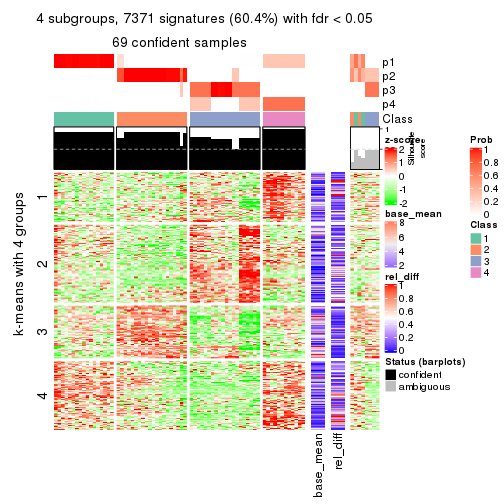 4 subgroups, 7371 signatures (60.4%) with fdr < 0.05
69 confident samples
p1
p2
p3
p4
Class
1
Silhouette
score
k-means with 4 groups
1
2
3
4
base_mean
rel_diff
z-score
2
1
0
-1
-2
base_mean
8
6
4
2
rel_diff
1
0.8
0.6
0.4
0.2
0
Status (barplots)
confident
ambiguous
Prob
1
0.8
0.6
0.4
0.2
0
Class
1
2
3
4